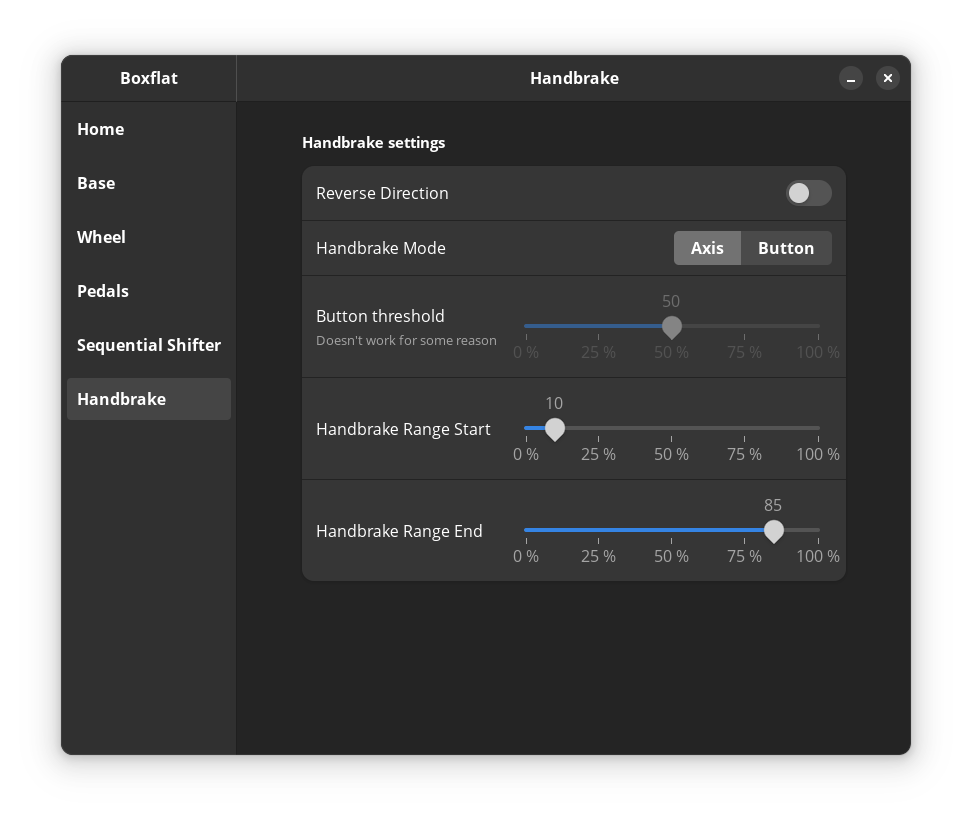 Boxflat
Handbrake
Home
Base
Wheel
Pedals
Sequential Shifter
Handbrake
Handbrake settings
Reverse Direction
Handbrake Mode
Axis Button
50
Button threshold
Doesn't work for some reason
0 % 25 % 50 % 75 % 100 %
10
Handbrake Range Start
0 % 25 % 50 % 75 % 100 %
85
Handbrake Range End
0 % 25 % 50 % 75 % 100 %